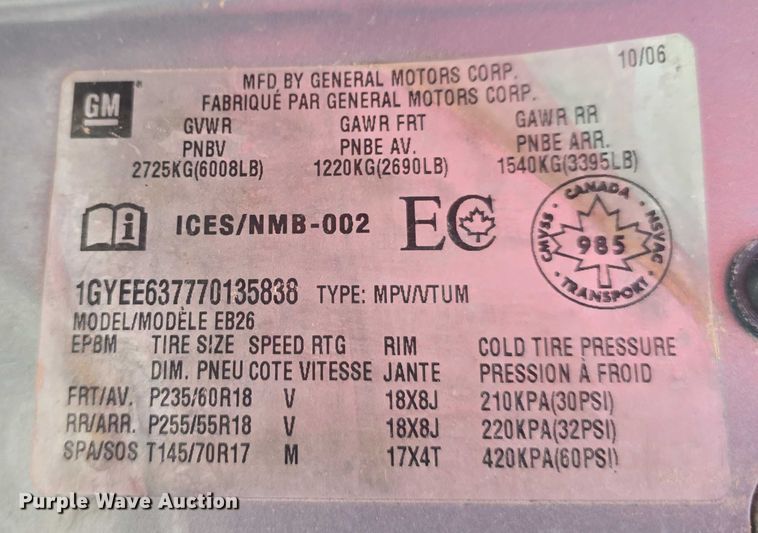 10/06
GM
MFD BY GENERAL MOTORS CORP.
FABRIQUÉ PAR GENERAL MOTORS CORP.
GVWR GAWR FRT GAWR RR
PNBV PNBE AV. PNBE ARR.
2725KG(6008LB) 1220KG(2690LB) 1540KG(3395LB)
i ICES/NMB-002 EC
CANADA
CMVSS 985 NSVAC
TRANSPORT
1GYEE637770135838 TYPE: MPV/VTUM
MODEL/MODÈLE EB26
EPBM TIRE SIZE SPEED RTG RIM COLD TIRE PRESSURE
DIM. PNEU COTE VITESSE JANTE PRESSION À FROID
FRT/AV. P235/60R18 V 18X8J 210KPA(30PSI)
RR/ARR. P255/55R18 V 18X8J 220KPA(32PSI)
SPA/SOS T145/70R17 M 17X4T 420KPA(60PSI)
Purple Wave Auction